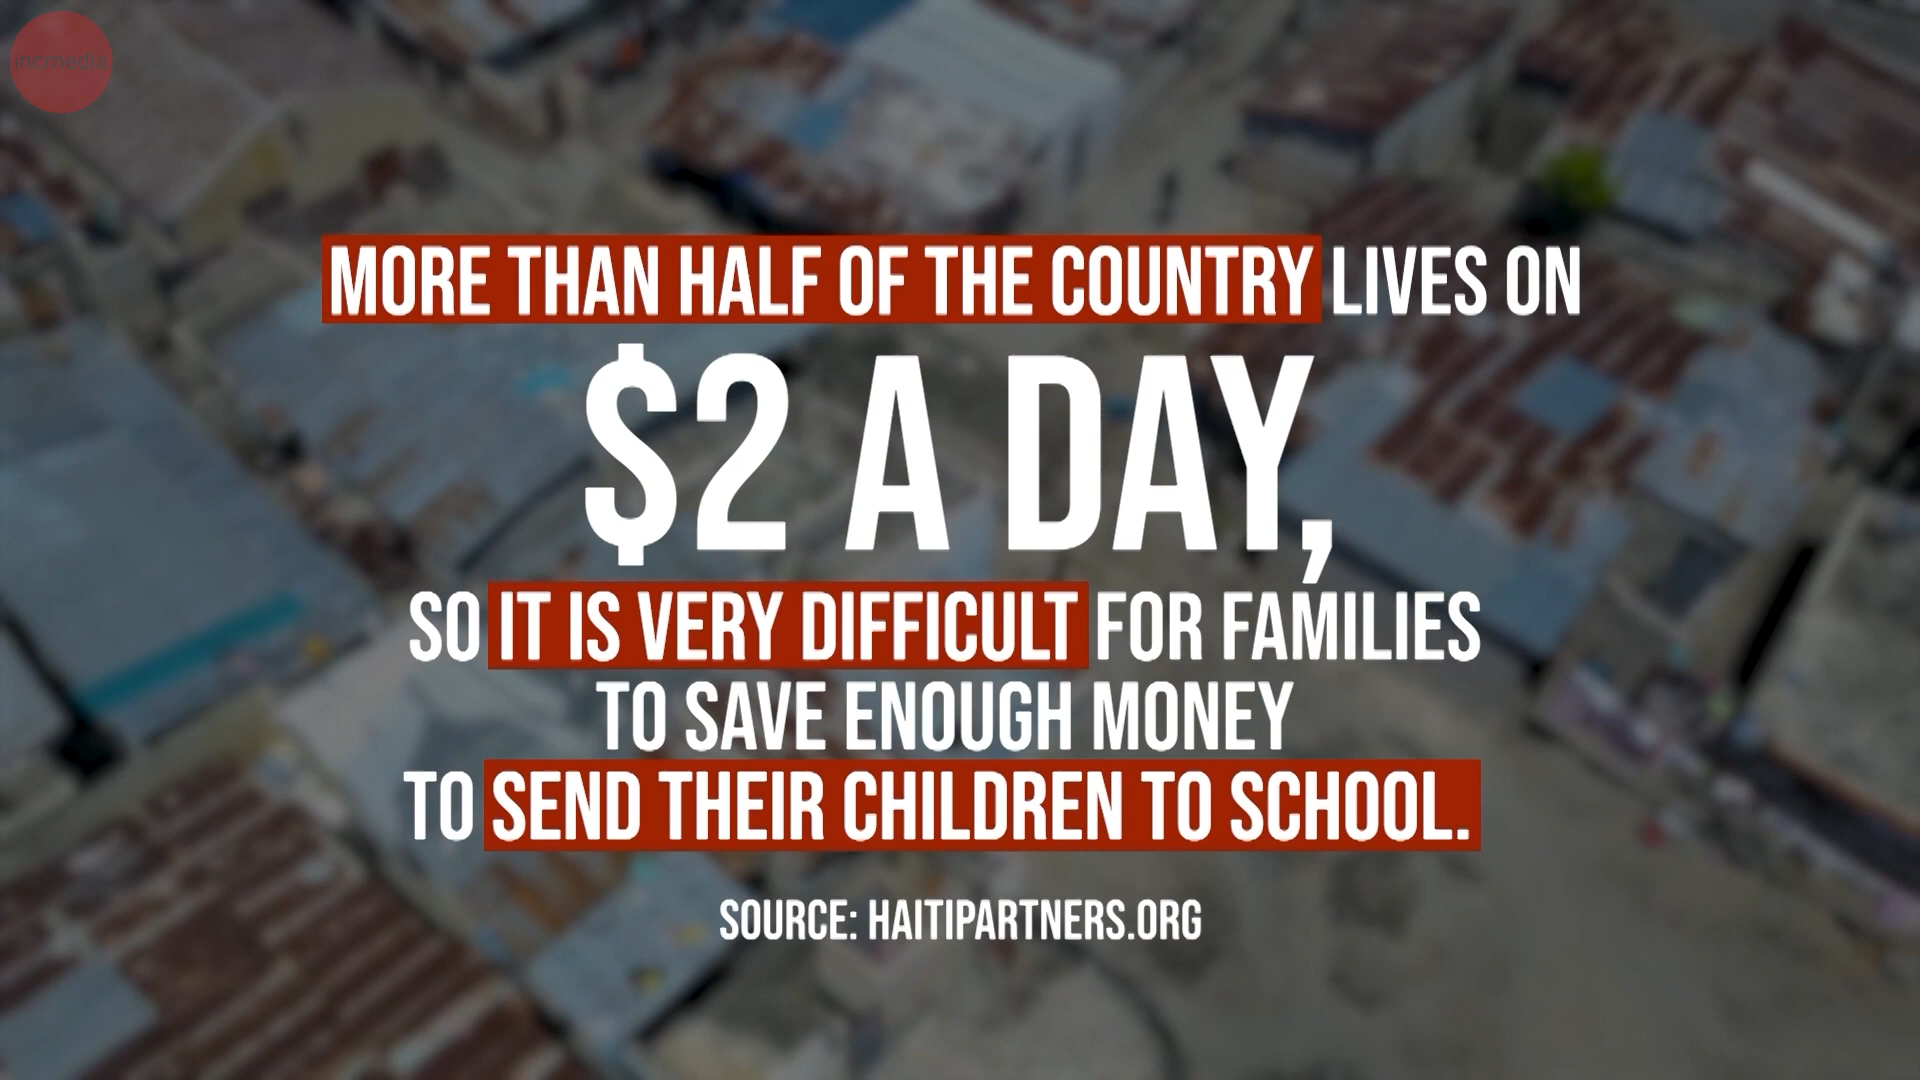 incmedia
MORE THAN HALF OF THE COUNTRY LIVES ON
$2 A DAY,
SO IT IS VERY DIFFICULT FOR FAMILIES
TO SAVE ENOUGH MONEY
TO SEND THEIR CHILDREN TO SCHOOL.
SOURCE: HAITIPARTNERS.ORG